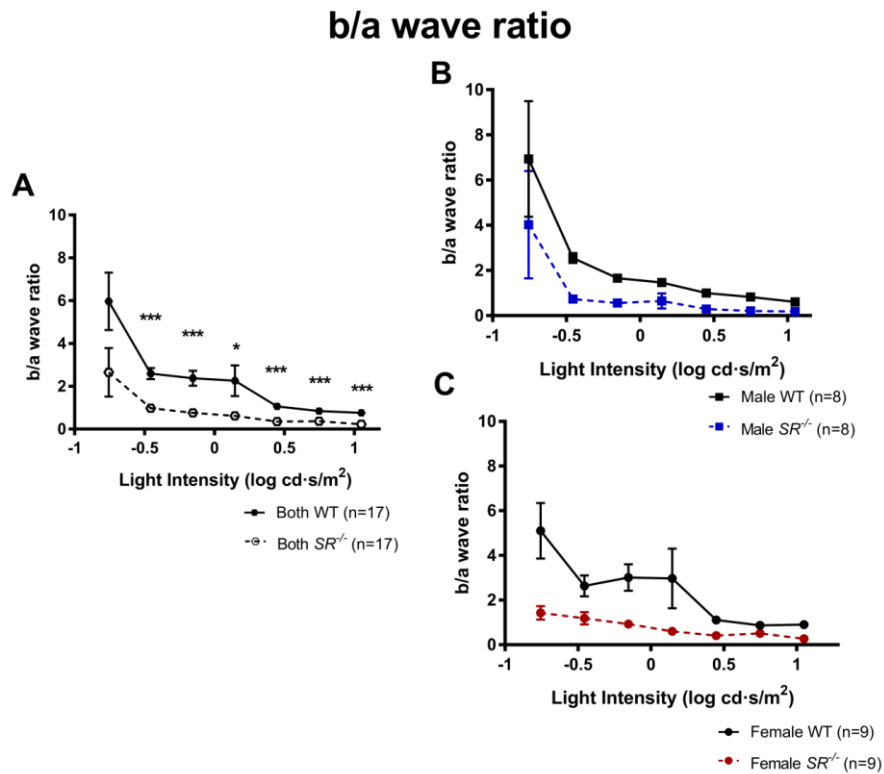 b/a wave ratio
A
b/a wave ratio
10
8
6
4
2
0
*** *** * *** *** ***
-1 -0.5 0 0.5 1
Light Intensity (log cd·s/m²)
Both WT (n=17)
Both SR⁻/⁻ (n=17)
B
b/a wave ratio
10
8
6
4
2
0
-1 -0.5 0 0.5 1
Light Intensity (log cd·s/m²)
Male WT (n=8)
Male SR⁻/⁻ (n=8)
C
b/a wave ratio
10
8
6
4
2
0
-1 -0.5 0 0.5 1
Light Intensity (log cd·s/m²)
Female WT (n=9)
Female SR⁻/⁻ (n=9)